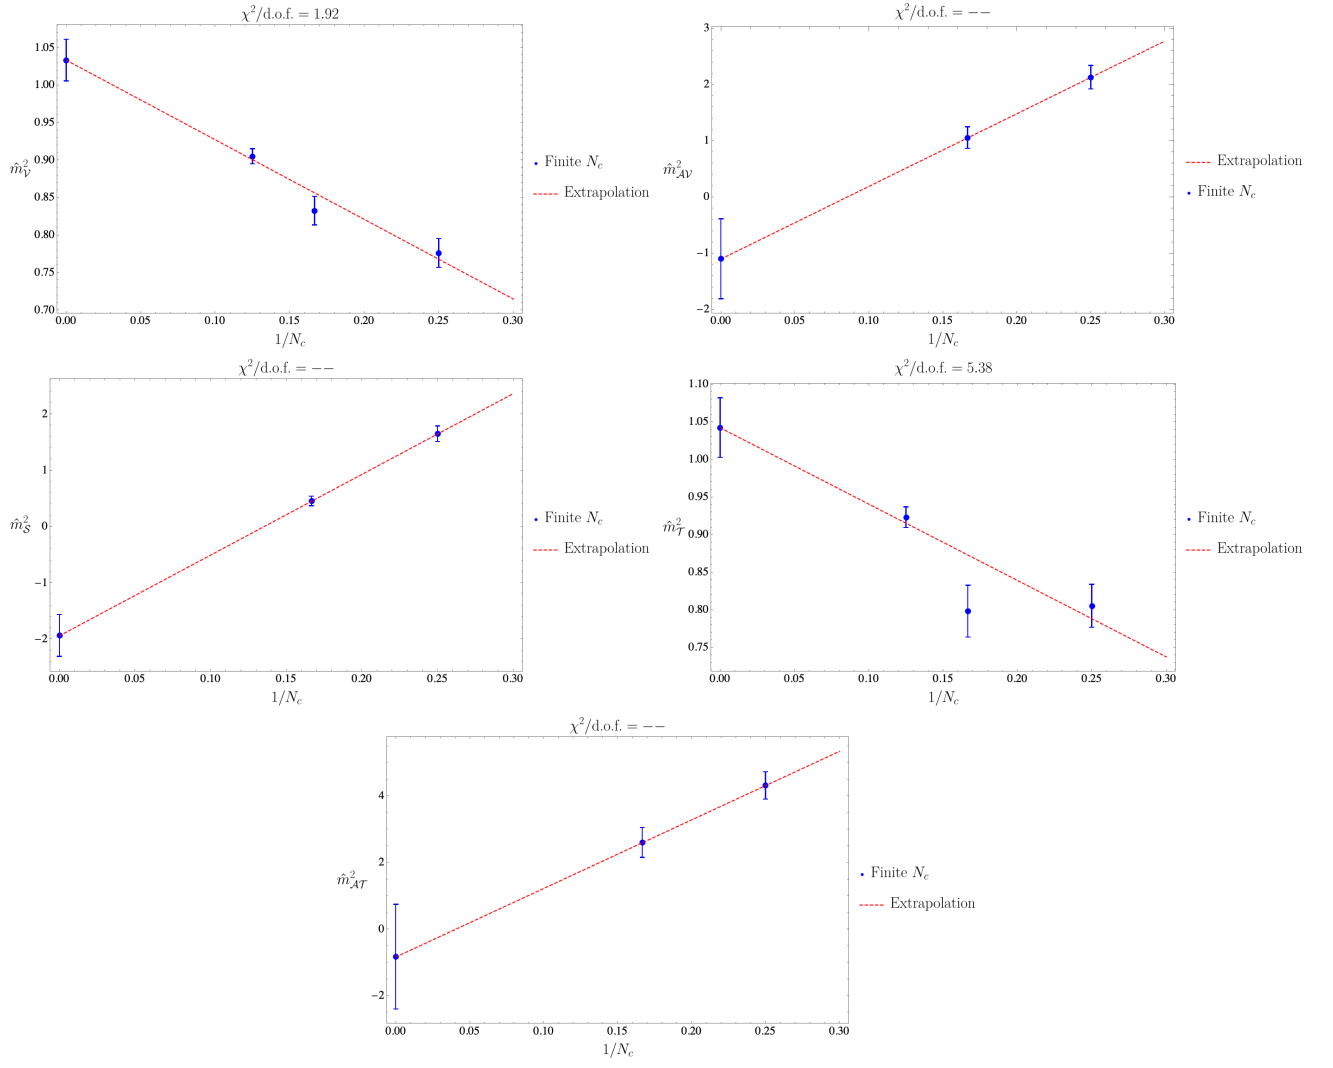 χ²/d.o.f. = 1.92
1.05
1.00
0.95
0.90
0.85
0.80
0.75
0.70
m̂²_𝒱
0.00 0.05 0.10 0.15 0.20 0.25 0.30
1/N_c
Finite N_c
Extrapolation
χ²/d.o.f. = −−
3
2
1
0
−1
−2
m̂²_𝒜𝒱
0.00 0.05 0.10 0.15 0.20 0.25 0.30
1/N_c
Extrapolation
Finite N_c
χ²/d.o.f. = −−
2
1
0
−1
−2
m̂²_𝒮
0.00 0.05 0.10 0.15 0.20 0.25 0.30
1/N_c
Finite N_c
Extrapolation
χ²/d.o.f. = 5.38
1.10
1.05
1.00
0.95
0.90
0.85
0.80
0.75
m̂²_𝒯
0.00 0.05 0.10 0.15 0.20 0.25 0.30
1/N_c
Finite N_c
Extrapolation
χ²/d.o.f. = −−
4
2
0
−2
m̂²_𝒜𝒯
0.00 0.05 0.10 0.15 0.20 0.25 0.30
1/N_c
Finite N_c
Extrapolation